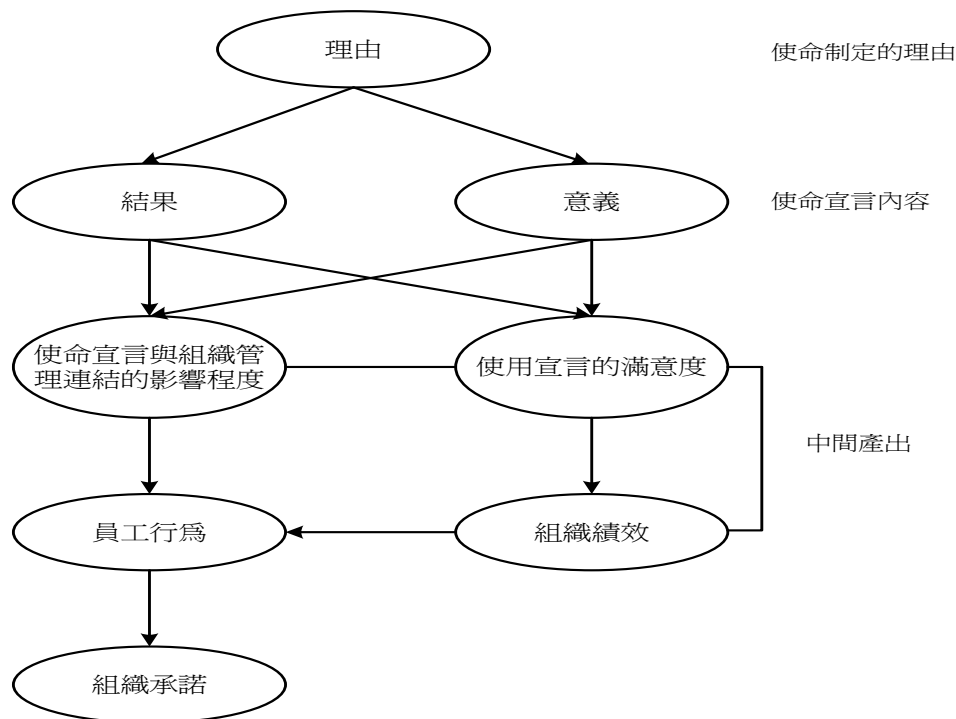 理由
使命制定的理由
結果
意義
使命宣言內容
使命宣言與組織管
理連結的影響程度
使用宣言的滿意度
中間產出
員工行為
組織績效
組織承諾